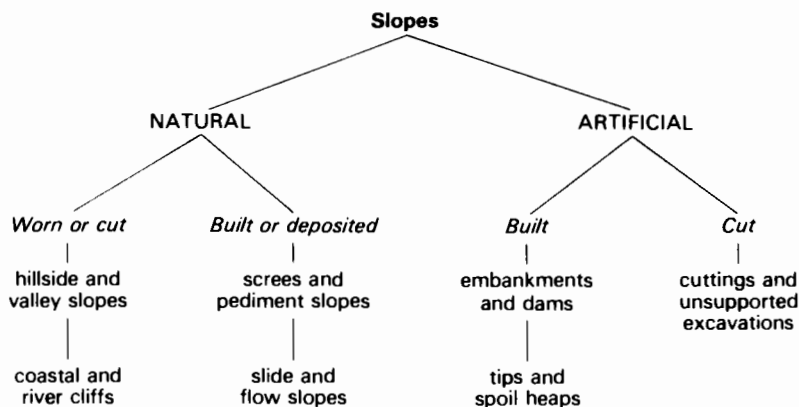 Slopes
NATURAL
ARTIFICIAL
Worn or cut
Built or deposited
Built
Cut
hillside and
valley slopes
screes and
pediment slopes
embankments
and dams
cuttings and
unsupported
excavations
coastal and
river cliffs
slide and
flow slopes
tips and
spoil heaps